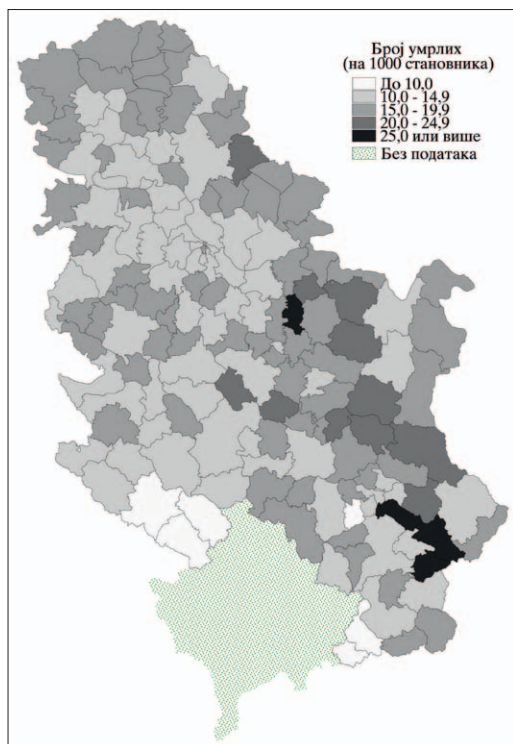 Број умрлих
(на 1000 становника)
До 10,0
10,0 - 14,9
15,0 - 19,9
20,0 - 24,9
25,0 или више
Без података